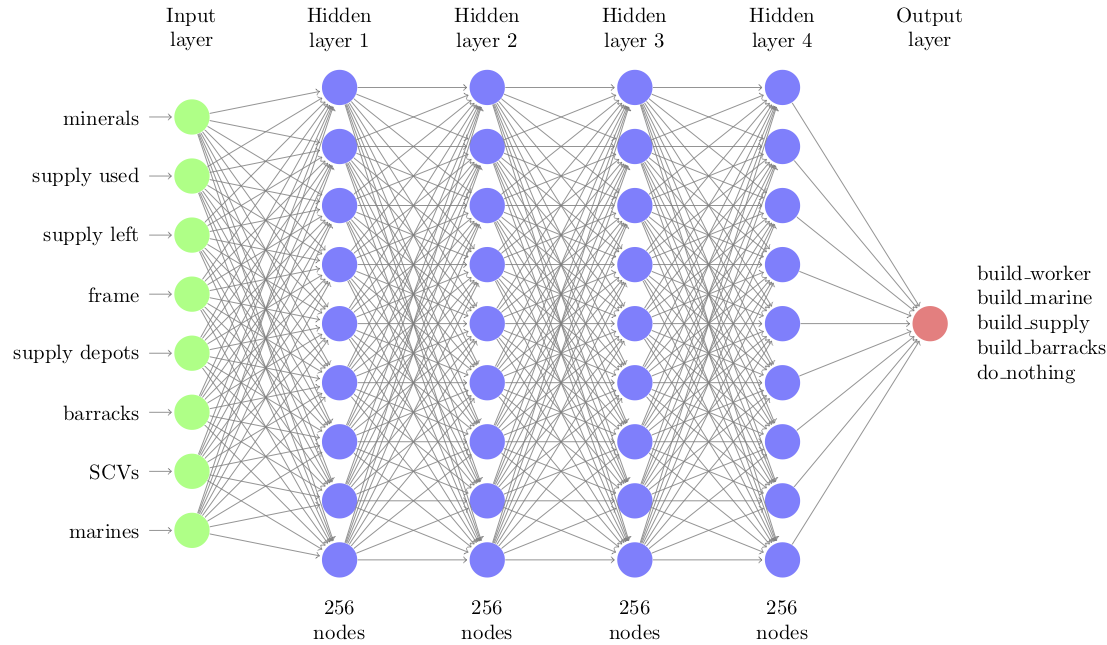 Input
layer
Hidden
layer 1
Hidden
layer 2
Hidden
layer 3
Hidden
layer 4
Output
layer
minerals
supply used
supply left
frame
supply depots
barracks
SCVs
marines
build_worker
build_marine
build_supply
build_barracks
do_nothing
256
nodes
256
nodes
256
nodes
256
nodes